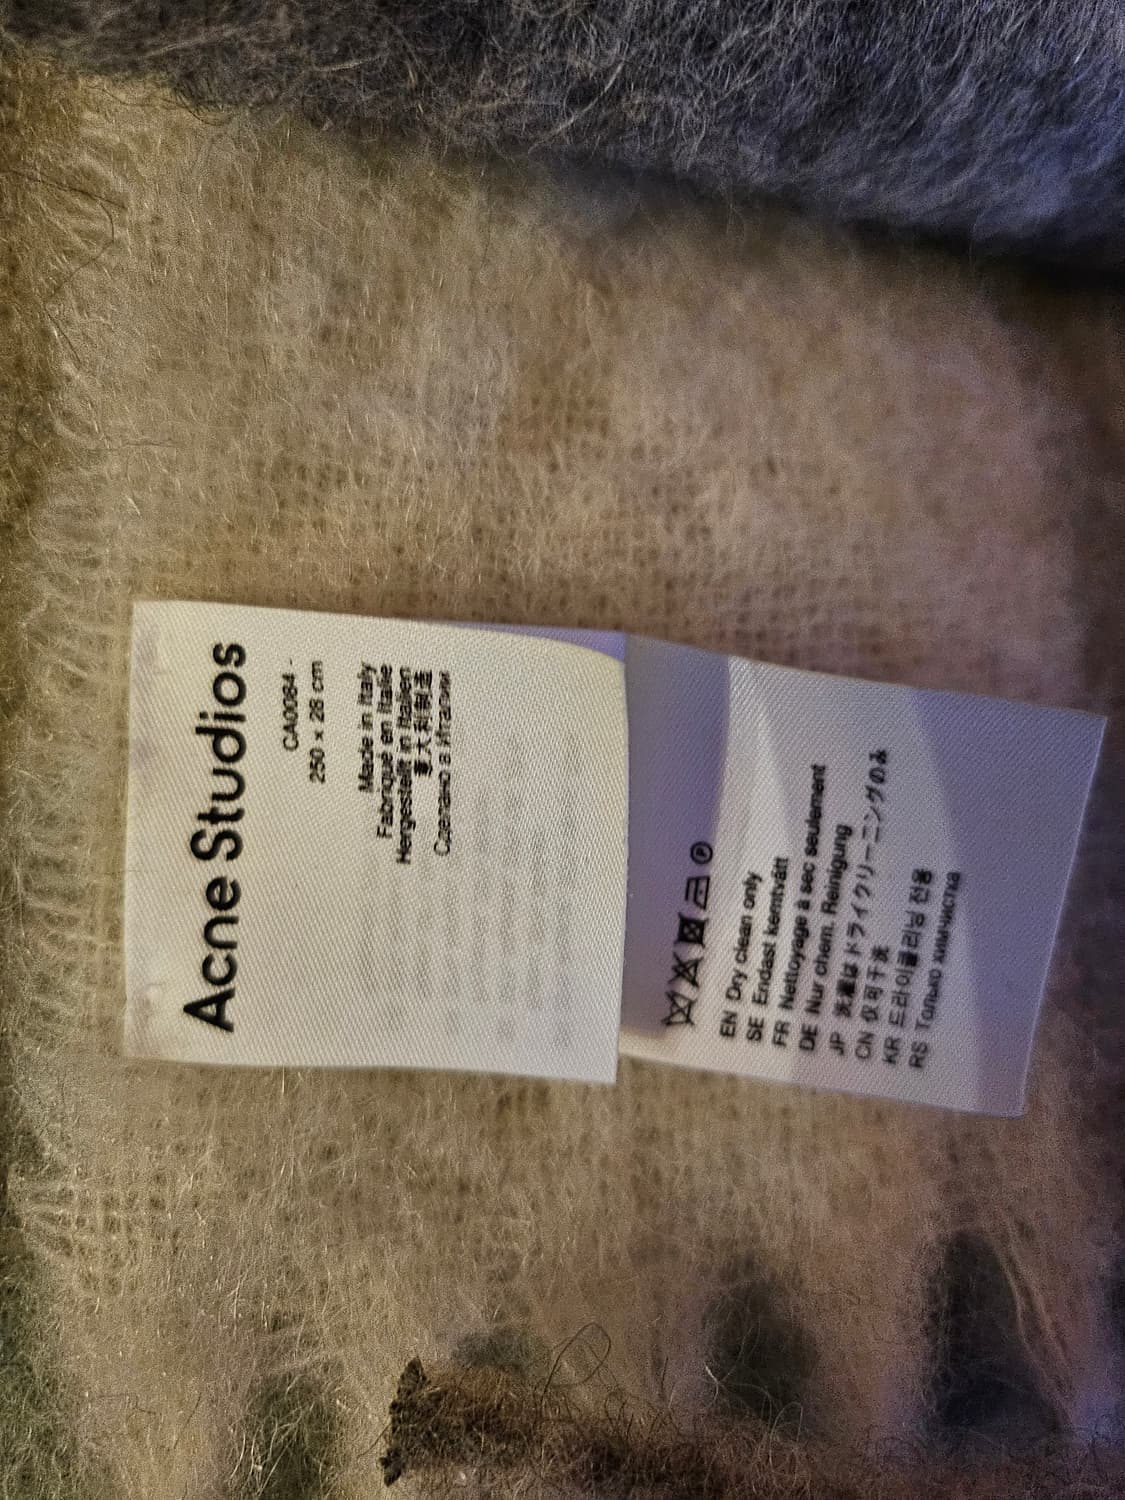 Acne Studios
CA0084 -
250 x 28 cm
Made in Italy
Fabriqué en Italie
Hergestellt in Italien
意大利制造
Сделано в Италии
EN Dry clean only
SE Endast kemtvätt
FR Nettoyage à sec seulement
DE Nur chem. Reinigung
JP 洗濯はドライクリーニングのみ
CN 仅可干洗
KR 드라이클리닝 전용
RS Только химчистка